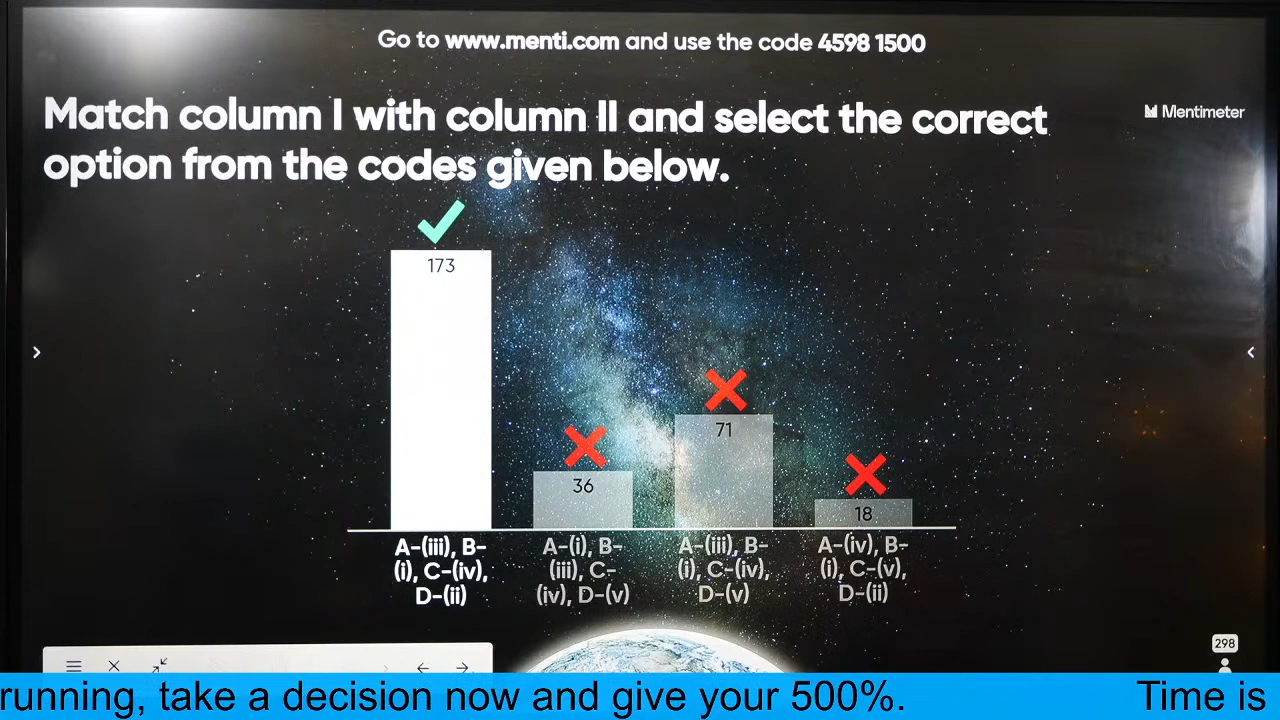 Go to www.menti.com and use the code 4598 1500
Match column I with column II and select the correct
option from the codes given below.
Mentimeter
173
36
71
18
A-(iii), B-
(i), C-(iv),
D-(ii)
A-(i), B-
(iii), C-
(iv), D-(v)
A-(iii), B-
(i), C-(iv),
D-(v)
A-(iv), B-
(i), C-(v),
D-(ii)
298
running, take a decision now and give your 500%. Time is